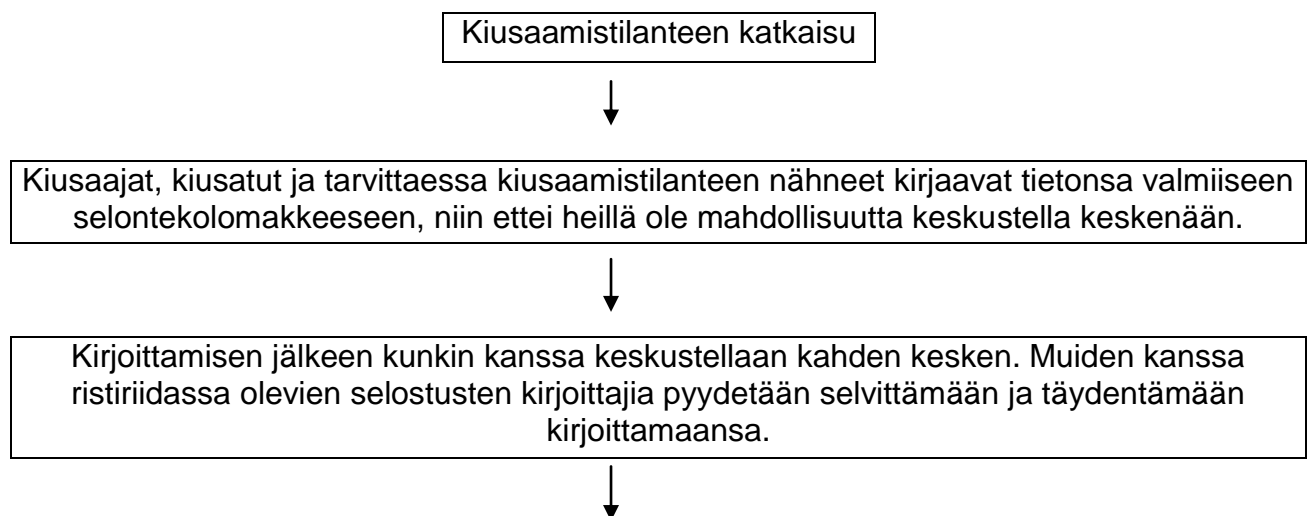 Kiusaamistilanteen katkaisu
Kiusaajat, kiusatut ja tarvittaessa kiusaamistilanteen nähneet kirjaavat tietonsa valmiiseen
selontekolomakkeeseen, niin ettei heillä ole mahdollisuutta keskustella keskenään.
Kirjoittamisen jälkeen kunkin kanssa keskustellaan kahden kesken. Muiden kanssa
ristiriidassa olevien selostusten kirjoittajia pyydetään selvittämään ja täydentämään
kirjoittamaansa.